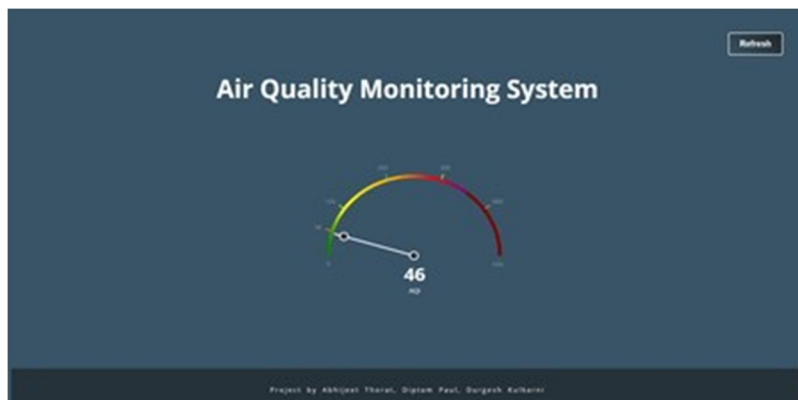 Refresh
Air Quality Monitoring System
46
AQI
Project by Abhijeet Thorat, Diptam Paul, Durgesh Kulkarni